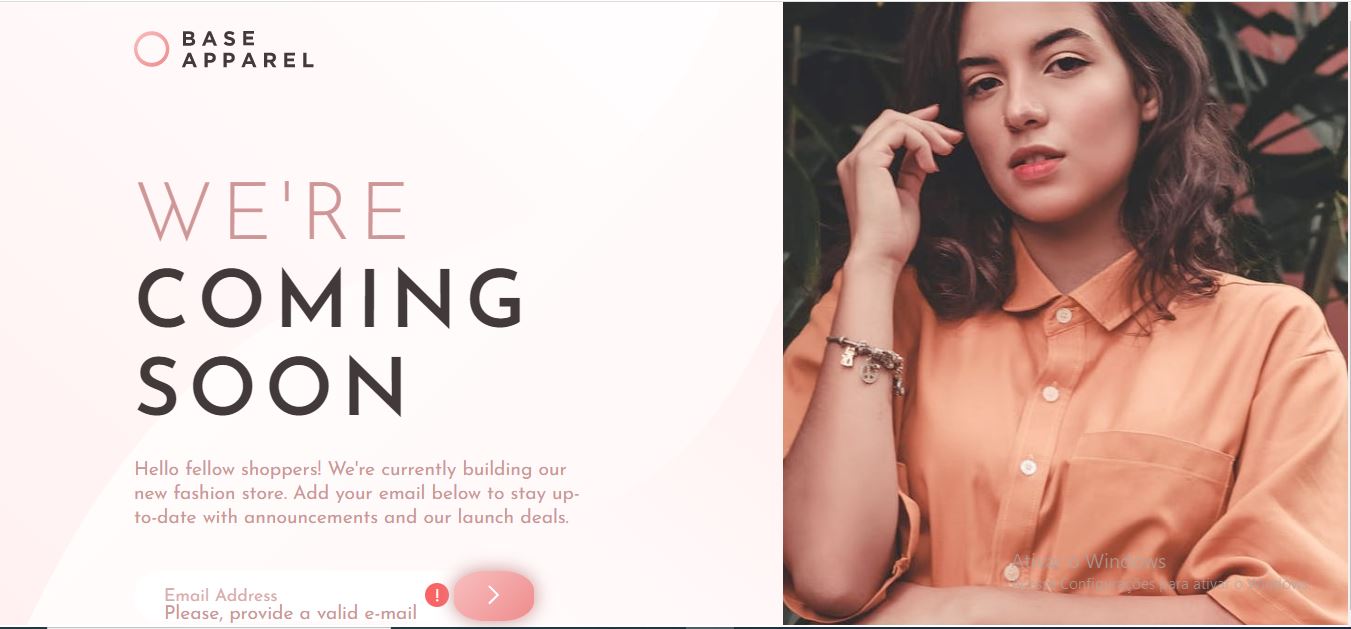 BASE
APPAREL
WE'RE
COMING
SOON
Hello fellow shoppers! We're currently building our
new fashion store. Add your email below to stay up-
to-date with announcements and our launch deals.
Email Address
!
Please, provide a valid e-mail
Ativar o Windows
Acesse Configurações para ativar o Windows.